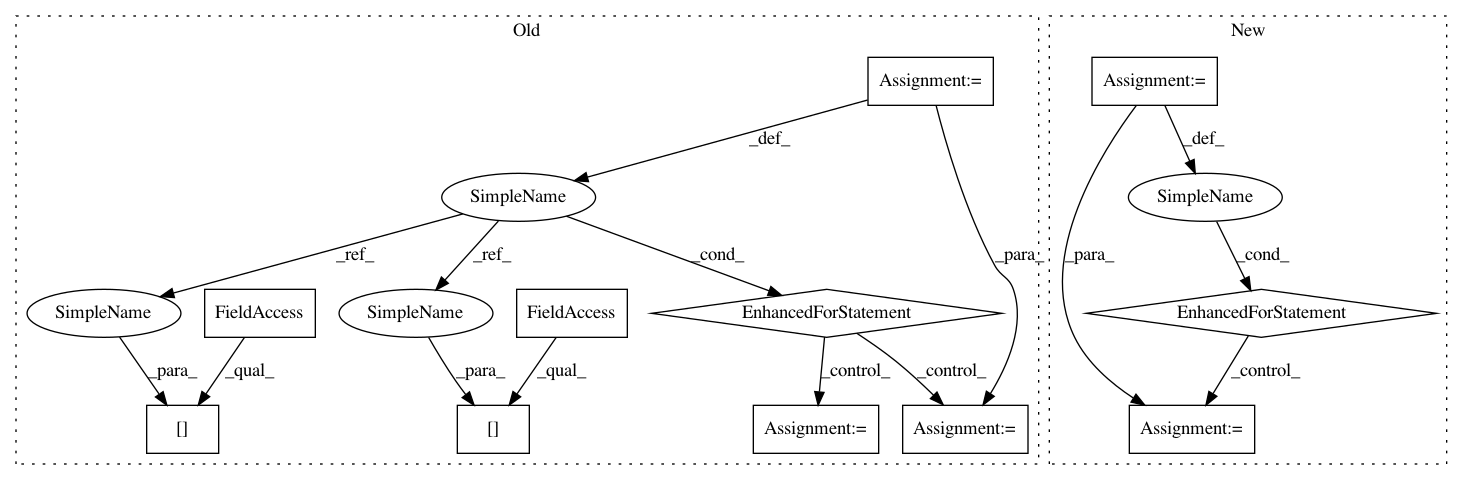 Old
New
Assignment:=
Assignment:=
_def_
_def_
SimpleName
SimpleName
_ref_
_ref_
_cond_
_para_
_para_
_cond_
SimpleName
FieldAccess
SimpleName
FieldAccess
EnhancedForStatement
EnhancedForStatement
_para_
_qual_
_para_
_qual_
_control_
_control_
_control_
[]
[]
Assignment:=
Assignment:=
Assignment:=